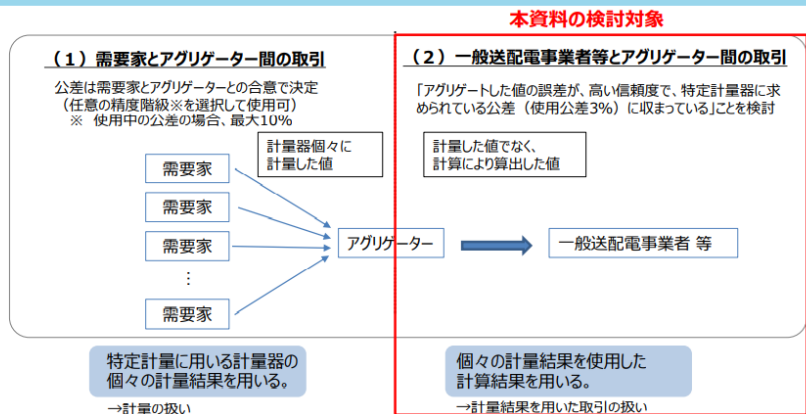 本資料の検討対象
（１）需要家とアグリゲーター間の取引
公差は需要家とアグリゲーターとの合意で決定
（任意の精度階級※を選択して使用可）
※ 使用中の公差の場合、最大10%
計量器個々に
計量した値
需要家
需要家
需要家
⋮
需要家
アグリゲーター
（２）一般送配電事業者等とアグリゲーター間の取引
「アグリゲートした値の誤差が、高い信頼度で、特定計量器に求
められている公差（使用公差3%）に収まっている」ことを検討
計量した値でなく、
計算により算出した値
一般送配電事業者 等
特定計量に用いる計量器の
個々の計量結果を用いる。
→計量の扱い
個々の計量結果を使用した
計算結果を用いる。
→計量結果を用いた取引の扱い